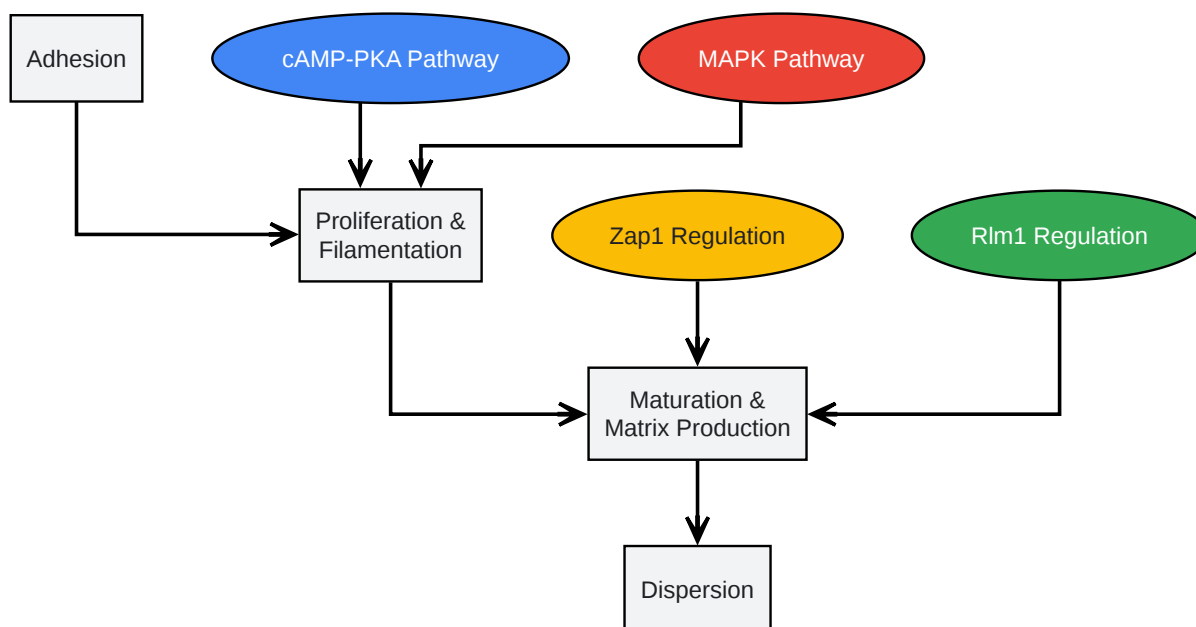 Adhesion
cAMP-PKA Pathway
MAPK Pathway
Proliferation &
Filamentation
Zap1 Regulation
Rlm1 Regulation
Maturation &
Matrix Production
Dispersion